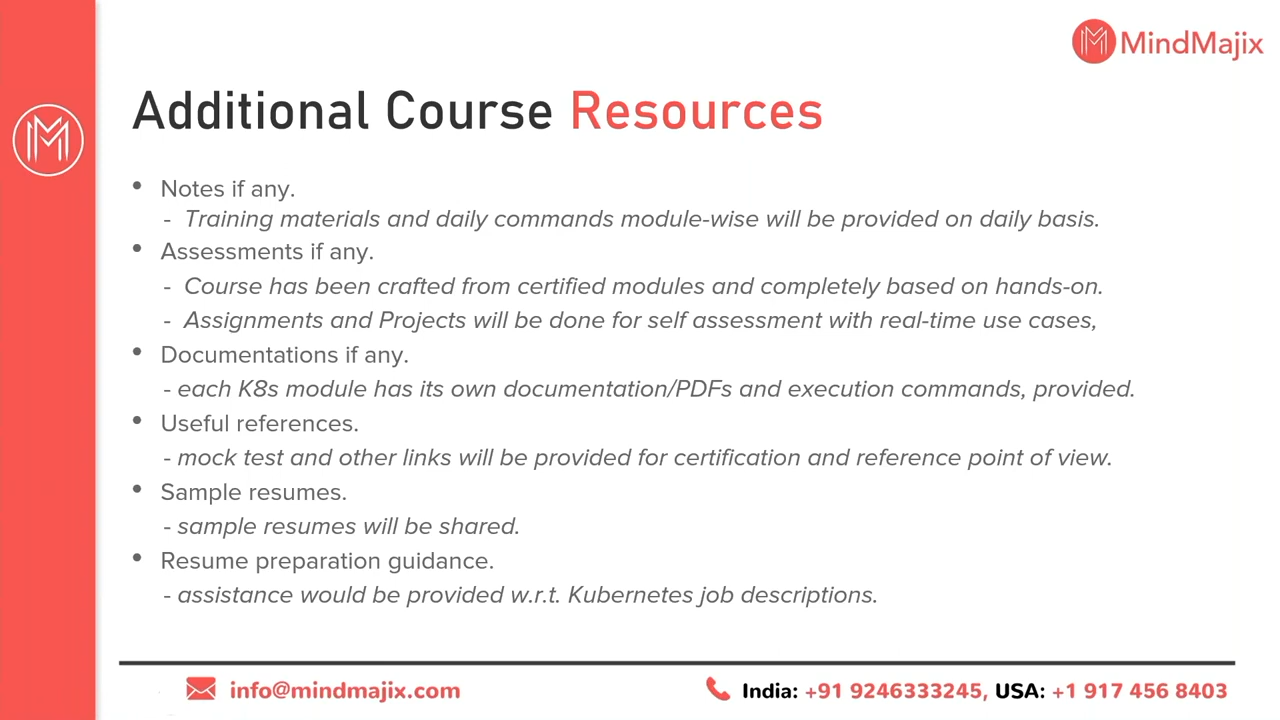 MindMajix
Additional Course Resources
• Notes if any.
- Training materials and daily commands module-wise will be provided on daily basis.
• Assessments if any.
- Course has been crafted from certified modules and completely based on hands-on.
- Assignments and Projects will be done for self assessment with real-time use cases,
• Documentations if any.
- each K8s module has its own documentation/PDFs and execution commands, provided.
• Useful references.
- mock test and other links will be provided for certification and reference point of view.
• Sample resumes.
- sample resumes will be shared.
• Resume preparation guidance.
- assistance would be provided w.r.t. Kubernetes job descriptions.
info@mindmajix.com
India: +91 9246333245, USA: +1 917 456 8403